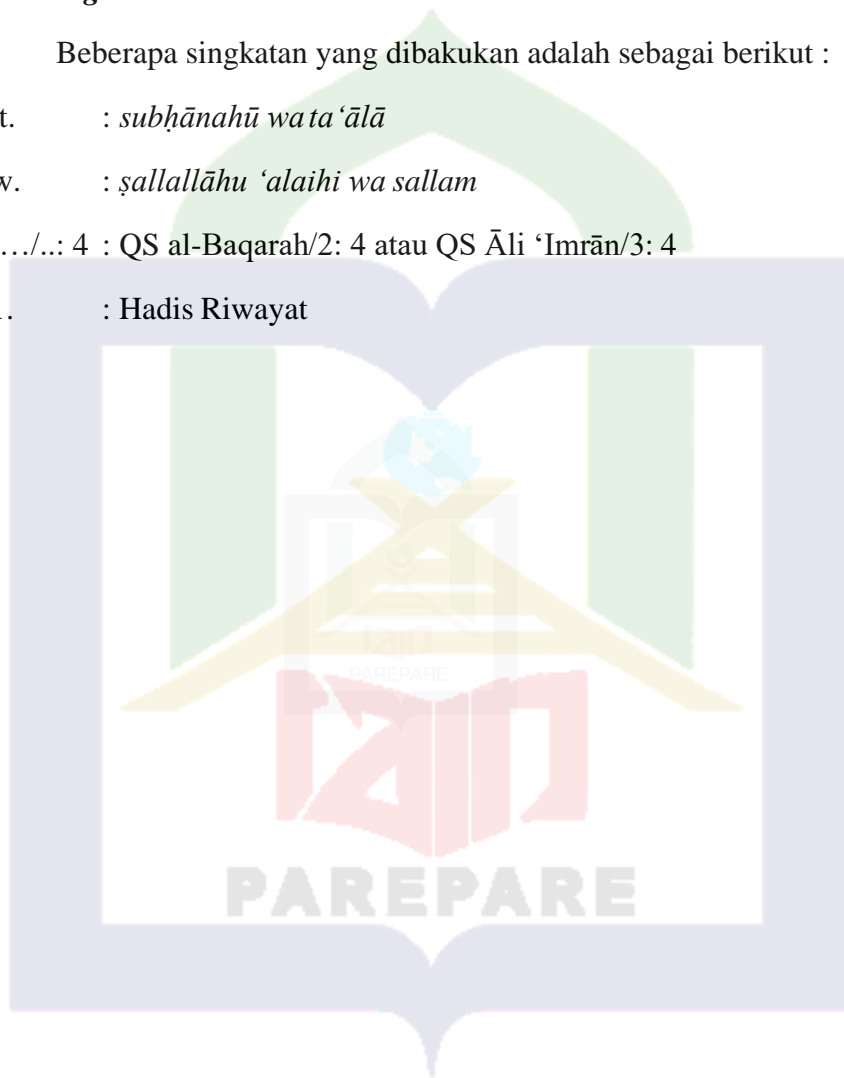 Beberapa singkatan yang dibakukan adalah sebagai berikut :
t. : subḥānahū wa ta‘ālā
w. : ṣallallāhu ‘alaihi wa sallam
…/..: 4 : QS al-Baqarah/2: 4 atau QS Āli ‘Imrān/3: 4
: Hadis Riwayat
PAREPARE
PAREPARE